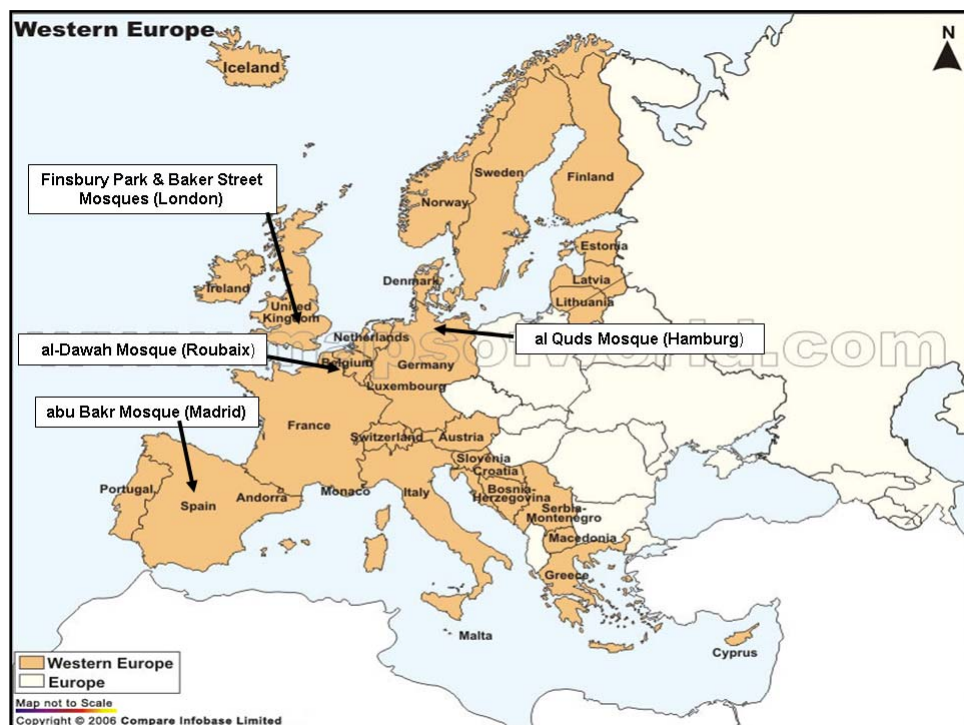 Western Europe
N
Iceland
Finsbury Park & Baker Street
Mosques (London)
Sweden
Finland
Norway
Estonia
Latvia
Lithuania
Denmark
Ireland
United
Kingdom
www.mapsofworld.com
al Quds Mosque (Hamburg)
Netherlands
al-Dawah Mosque (Roubaix)
Belgium
Germany
Luxembourg
abu Bakr Mosque (Madrid)
France
Switzerland
Austria
Slovenia
Croatia
Bosnia-
Herzegovina
Portugal
Spain
Andorra
Monaco
Italy
Serbia-
Montenegro
Macedonia
Greece
Malta
Cyprus
Western Europe
Europe
Map not to Scale
Copyright © 2006 Compare Infobase Limited